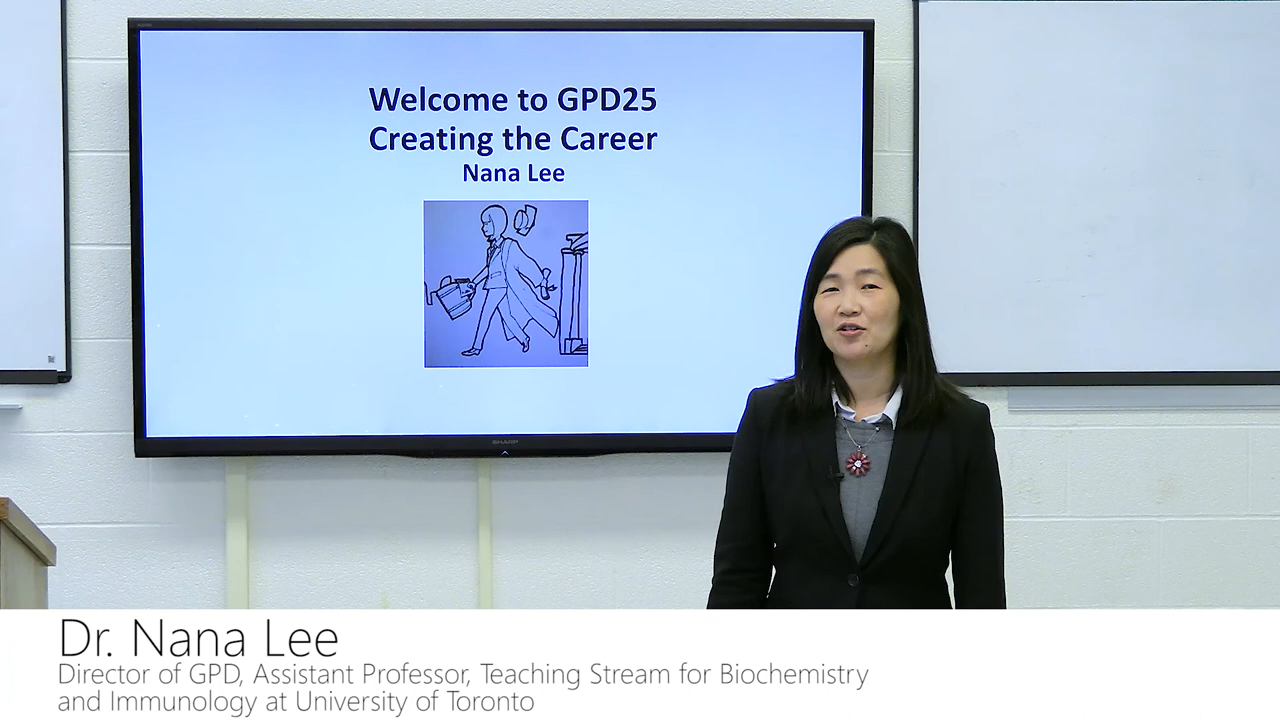 Welcome to GPD25
Creating the Career
Nana Lee
SHARP
Dr. Nana Lee
Director of GPD, Assistant Professor, Teaching Stream for Biochemistry
and Immunology at University of Toronto